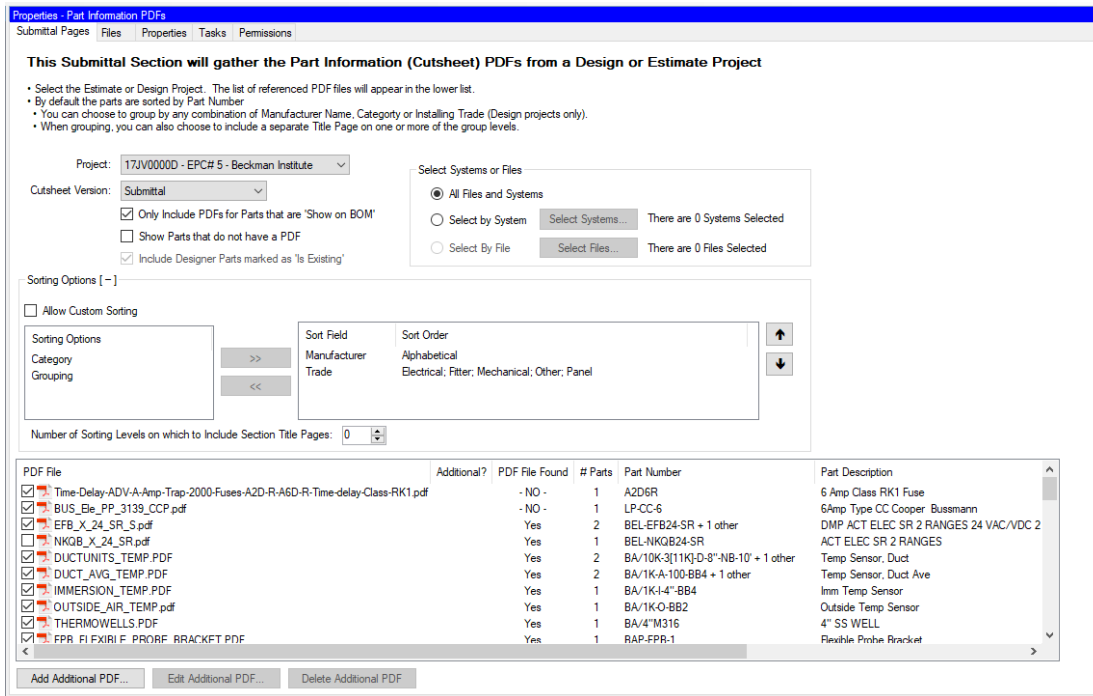 Properties - Part Information PDFs
Submittal Pages Files Properties Tasks Permissions
This Submittal Section will gather the Part Information (Cutsheet) PDFs from a Design or Estimate Project
• Select the Estimate or Design Project. The list of referenced PDF files will appear in the lower list.
• By default the parts are sorted by Part Number
• You can choose to group by any combination of Manufacturer Name, Category or Installing Trade (Design projects only).
• When grouping, you can also choose to include a separate Title Page on one or more of the group levels.
Project: 17JV0000D - EPC# 5 - Beckman Institute
Cutsheet Version: Submittal
Only Include PDFs for Parts that are 'Show on BOM'
Show Parts that do not have a PDF
Include Designer Parts marked as 'Is Existing'
Select Systems or Files
All Files and Systems
Select by System Select Systems... There are 0 Systems Selected
Select By File Select Files... There are 0 Files Selected
Sorting Options [ − ]
Allow Custom Sorting
Sorting Options
Category
Grouping
>>
<<
Sort Field Sort Order
Manufacturer Alphabetical
Trade Electrical; Fitter; Mechanical; Other; Panel
Number of Sorting Levels on which to Include Section Title Pages: 0
PDF File Additional? PDF File Found # Parts Part Number Part Description
Time-Delay-ADV-A-Amp-Trap-2000-Fuses-A2D-R-A6D-R-Time-delay-Class-RK1.pdf - NO - 1 A2D6R 6 Amp Class RK1 Fuse
BUS_Ele_PP_3139_CCP.pdf - NO - 1 LP-CC-6 6Amp Type CC Cooper Bussmann
EFB_X_24_SR_S.pdf Yes 2 BEL-EFB24-SR + 1 other DMP ACT ELEC SR 2 RANGES 24 VAC/VDC 2
NKQB_X_24_SR.pdf Yes 1 BEL-NKQB24-SR ACT ELEC SR 2 RANGES
DUCTUNITS_TEMP.PDF Yes 2 BA/10K-3[11K]-D-8"-NB-10' + 1 other Temp Sensor, Duct
DUCT_AVG_TEMP.PDF Yes 2 BA/1K-A-100-BB4 + 1 other Temp Sensor, Duct Ave
IMMERSION_TEMP.PDF Yes 1 BA/1K-I-4"-BB4 Imm Temp Sensor
OUTSIDE_AIR_TEMP.pdf Yes 1 BA/1K-O-BB2 Outside Temp Sensor
THERMOWELLS.PDF Yes 1 BA/4"M316 4" SS WELL
FPB_FLEXIBLE_PROBE_BRACKET.PDF Yes 1 BAP-FPB-1 Flexible Probe Bracket
Add Additional PDF... Edit Additional PDF... Delete Additional PDF